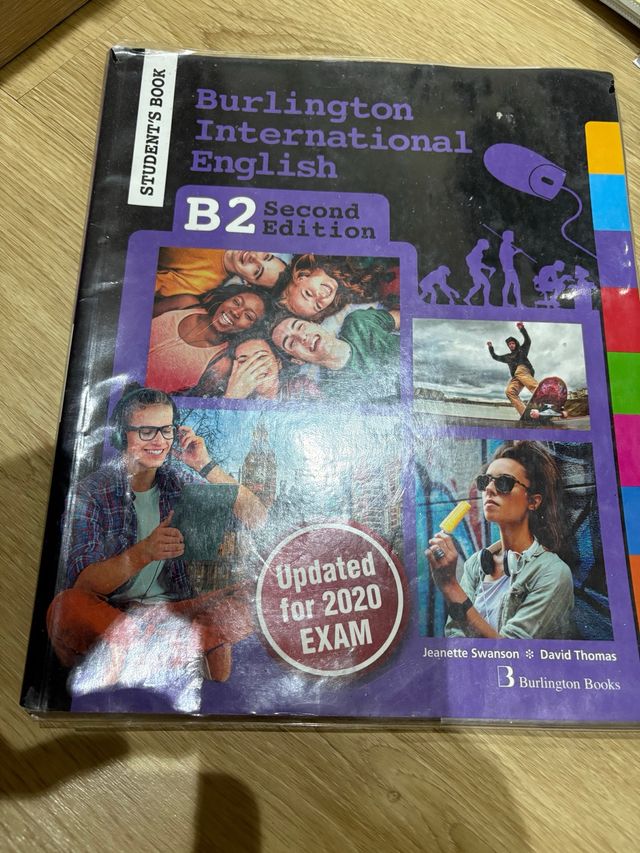 STUDENT'S BOOK
Burlington
International
English
B2 Second
Edition
Updated
for 2020
EXAM
Jeanette Swanson ❇ David Thomas
B Burlington Books